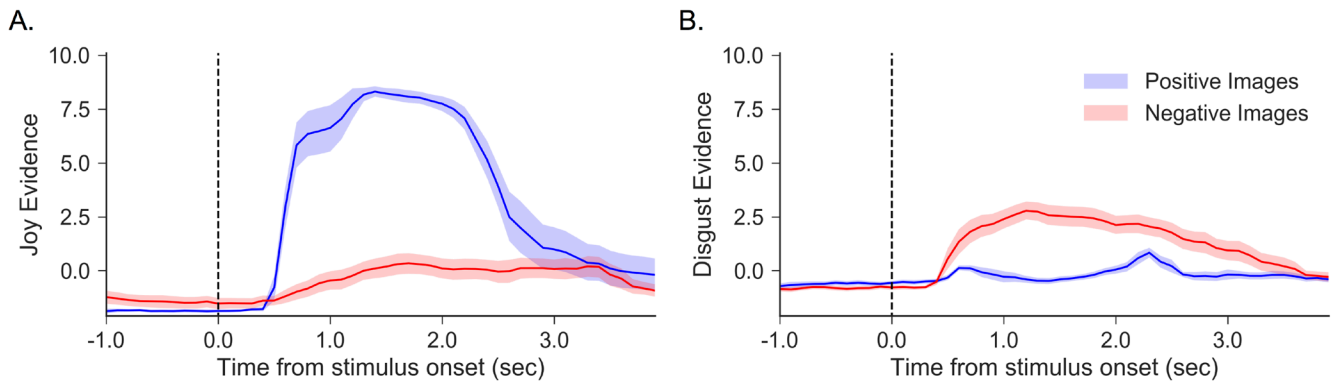 A.
10.0
7.5
5.0
2.5
0.0
Joy Evidence
-1.0
0.0
1.0
2.0
3.0
Time from stimulus onset (sec)
B.
10.0
7.5
5.0
2.5
0.0
Disgust Evidence
Positive Images
Negative Images
-1.0
0.0
1.0
2.0
3.0
Time from stimulus onset (sec)